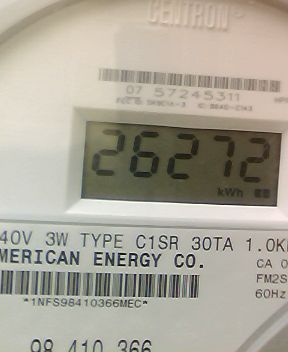 CENTRON®
07 57245311
26272
kWh
40V 3W TYPE C1SR 30TA 1.0K
MERICAN ENERGY CO.
CA 0
FM2S
60Hz
*1NFS98410366MEC*
98 410 366